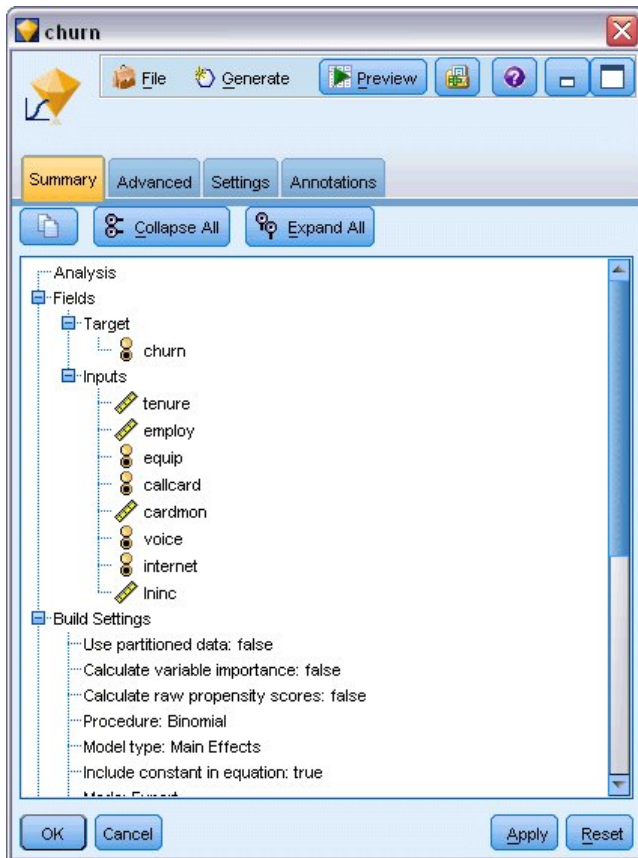 churn
File Generate Preview
Summary Advanced Settings Annotations
Collapse All Expand All
Analysis
Fields
Target
churn
Inputs
tenure
employ
equip
callcard
cardmon
voice
internet
lninc
Build Settings
Use partitioned data: false
Calculate variable importance: false
Calculate raw propensity scores: false
Procedure: Binomial
Model type: Main Effects
Include constant in equation: true
Mode: Expert
OK Cancel Apply Reset